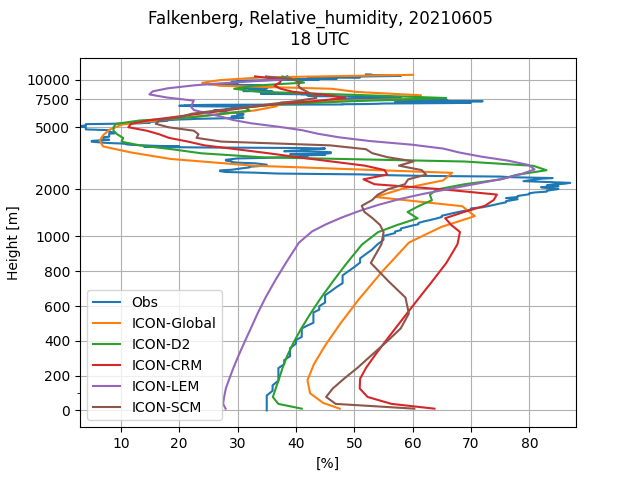 Falkenberg, Relative_humidity, 20210605
18 UTC
10000
7500
5000
2000
1000
800
600
400
200
0
Height [m]
Obs
ICON-Global
ICON-D2
ICON-CRM
ICON-LEM
ICON-SCM
10 20 30 40 50 60 70 80
[%]